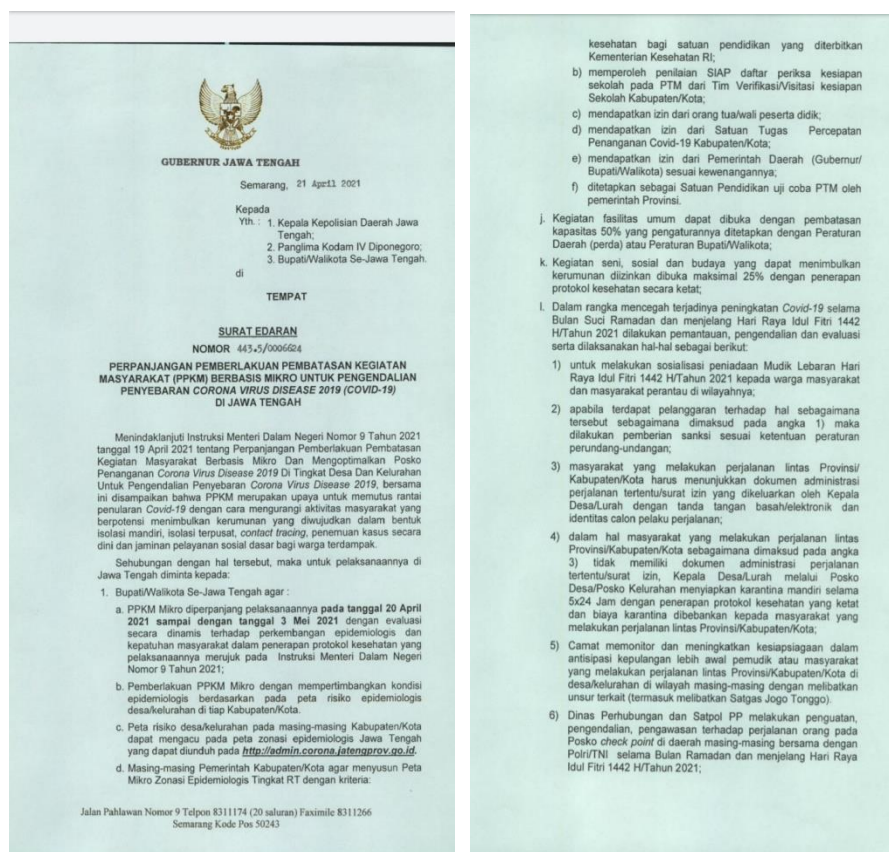 GUBERNUR JAWA TENGAH
Semarang, 21 April 2021
Kepada
Yth. : 1. Kepala Kepolisian Daerah Jawa
Tengah;
2. Panglima Kodam IV Diponegoro;
3. Bupati/Walikota Se-Jawa Tengah.
di
TEMPAT
SURAT EDARAN
NOMOR 443.5/0006624
PERPANJANGAN PEMBERLAKUAN PEMBATASAN KEGIATAN
MASYARAKAT (PPKM) BERBASIS MIKRO UNTUK PENGENDALIAN
PENYEBARAN CORONA VIRUS DISEASE 2019 (COVID-19)
DI JAWA TENGAH
Menindaklanjuti Instruksi Menteri Dalam Negeri Nomor 9 Tahun 2021
tanggal 19 April 2021 tentang Perpanjangan Pemberlakuan Pembatasan
Kegiatan Masyarakat Berbasis Mikro Dan Mengoptimalkan Posko
Penanganan Corona Virus Disease 2019 Di Tingkat Desa Dan Kelurahan
Untuk Pengendalian Penyebaran Corona Virus Disease 2019, bersama
ini disampaikan bahwa PPKM merupakan upaya untuk memutus rantai
penularan Covid-19 dengan cara mengurangi aktivitas masyarakat yang
berpotensi menimbulkan kerumunan yang diwujudkan dalam bentuk
isolasi mandiri, isolasi terpusat, contact tracing, penemuan kasus secara
dini dan jaminan pelayanan sosial dasar bagi warga terdampak.
Sehubungan dengan hal tersebut, maka untuk pelaksanaannya di
Jawa Tengah diminta kepada:
1. Bupati/Walikota Se-Jawa Tengah agar :
a. PPKM Mikro diperpanjang pelaksanaannya pada tanggal 20 April
2021 sampai dengan tanggal 3 Mei 2021 dengan evaluasi
secara dinamis terhadap perkembangan epidemiologis dan
kepatuhan masyarakat dalam penerapan protokol kesehatan yang
pelaksanaannya merujuk pada Instruksi Menteri Dalam Negeri
Nomor 9 Tahun 2021;
b. Pemberlakuan PPKM Mikro dengan mempertimbangkan kondisi
epidemiologis berdasarkan pada peta risiko epidemiologis
desa/kelurahan di tiap Kabupaten/Kota.
c. Peta risiko desa/kelurahan pada masing-masing Kabupaten/Kota
dapat mengacu pada peta zonasi epidemiologis Jawa Tengah
yang dapat diunduh pada http://admin.corona.jatengprov.go.id.
d. Masing-masing Pemerintah Kabupaten/Kota agar menyusun Peta
Mikro Zonasi Epidemiologis Tingkat RT dengan kriteria:
Jalan Pahlawan Nomor 9 Telpon 8311174 (20 saluran) Faximile 8311266
Semarang Kode Pos 50243
kesehatan bagi satuan pendidikan yang diterbitkan
Kementerian Kesehatan RI;
b) memperoleh penilaian SIAP daftar periksa kesiapan
sekolah pada PTM dari Tim Verifikasi/Visitasi kesiapan
Sekolah Kabupaten/Kota;
c) mendapatkan izin dari orang tua/wali peserta didik;
d) mendapatkan izin dari Satuan Tugas Percepatan
Penanganan Covid-19 Kabupaten/Kota;
e) mendapatkan izin dari Pemerintah Daerah (Gubernur/
Bupati/Walikota) sesuai kewenangannya;
f) ditetapkan sebagai Satuan Pendidikan uji coba PTM oleh
pemerintah Provinsi.
j. Kegiatan fasilitas umum dapat dibuka dengan pembatasan
kapasitas 50% yang pengaturannya ditetapkan dengan Peraturan
Daerah (perda) atau Peraturan Bupati/Walikota;
k. Kegiatan seni, sosial dan budaya yang dapat menimbulkan
kerumunan diizinkan dibuka maksimal 25% dengan penerapan
protokol kesehatan secara ketat;
l. Dalam rangka mencegah terjadinya peningkatan Covid-19 selama
Bulan Suci Ramadan dan menjelang Hari Raya Idul Fitri 1442
H/Tahun 2021 dilakukan pemantauan, pengendalian dan evaluasi
serta dilaksanakan hal-hal sebagai berikut:
1) untuk melakukan sosialisasi peniadaan Mudik Lebaran Hari
Raya Idul Fitri 1442 H/Tahun 2021 kepada warga masyarakat
dan masyarakat perantau di wilayahnya;
2) apabila terdapat pelanggaran terhadap hal sebagaimana
tersebut sebagaimana dimaksud pada angka 1) maka
dilakukan pemberian sanksi sesuai ketentuan peraturan
perundang-undangan;
3) masyarakat yang melakukan perjalanan lintas Provinsi/
Kabupaten/Kota harus menunjukkan dokumen administrasi
perjalanan tertentu/surat izin yang dikeluarkan oleh Kepala
Desa/Lurah dengan tanda tangan basah/elektronik dan
identitas calon pelaku perjalanan;
4) dalam hal masyarakat yang melakukan perjalanan lintas
Provinsi/Kabupaten/Kota sebagaimana dimaksud pada angka
3) tidak memiliki dokumen administrasi perjalanan
tertentu/surat izin, Kepala Desa/Lurah melalui Posko
Desa/Posko Kelurahan menyiapkan karantina mandiri selama
5x24 Jam dengan penerapan protokol kesehatan yang ketat
dan biaya karantina dibebankan kepada masyarakat yang
melakukan perjalanan lintas Provinsi/Kabupaten/Kota;
5) Camat memonitor dan meningkatkan kesiapsiagaan dalam
antisipasi kepulangan lebih awal pemudik atau masyarakat
yang melakukan perjalanan lintas Provinsi/Kabupaten/Kota di
desa/kelurahan di wilayah masing-masing dengan melibatkan
unsur terkait (termasuk melibatkan Satgas Jogo Tonggo).
6) Dinas Perhubungan dan Satpol PP melakukan penguatan,
pengendalian, pengawasan terhadap perjalanan orang pada
Posko check point di daerah masing-masing bersama dengan
Polri/TNI selama Bulan Ramadan dan menjelang Hari Raya
Idul Fitri 1442 H/Tahun 2021;